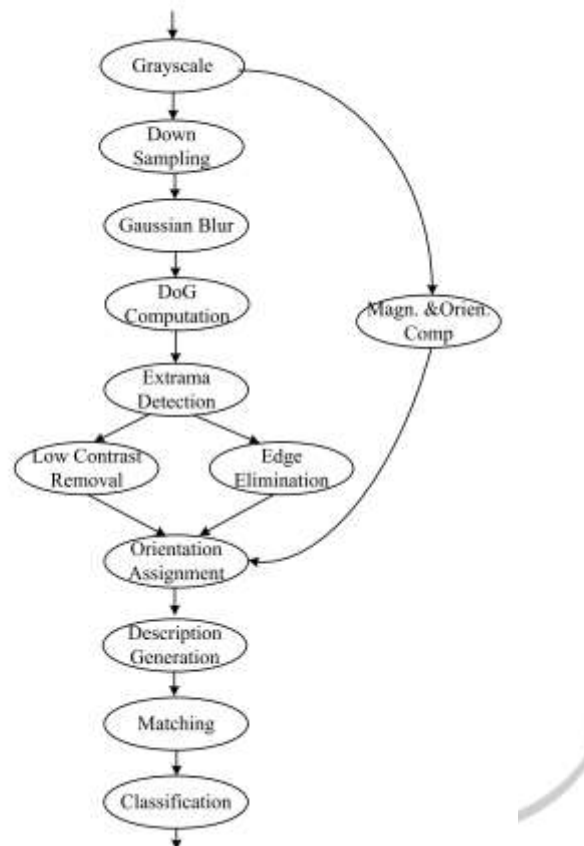 Grayscale
Down
Sampling
Gaussian Blur
DoG
Computation
Magn. &Orien.
Comp
Extrama
Detection
Low Contrast
Removal
Edge
Elimination
Orientation
Assignment
Description
Generation
Matching
Classification